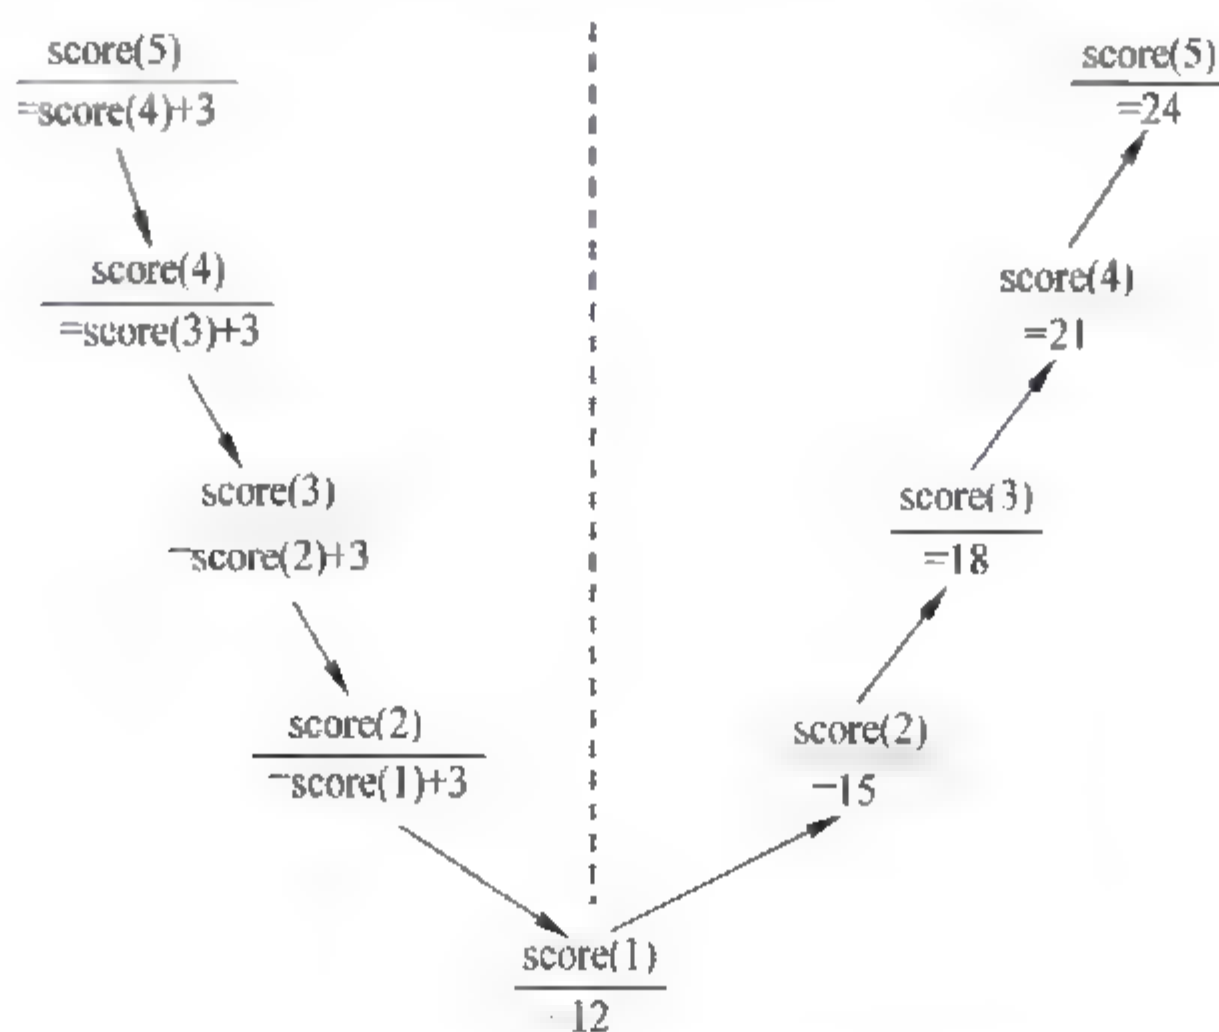 score(5)
=score(4)+3
score(4)
=score(3)+3
score(3)
=score(2)+3
score(2)
=score(1)+3
score(1)
12
score(2)
=15
score(3)
=18
score(4)
=21
score(5)
=24